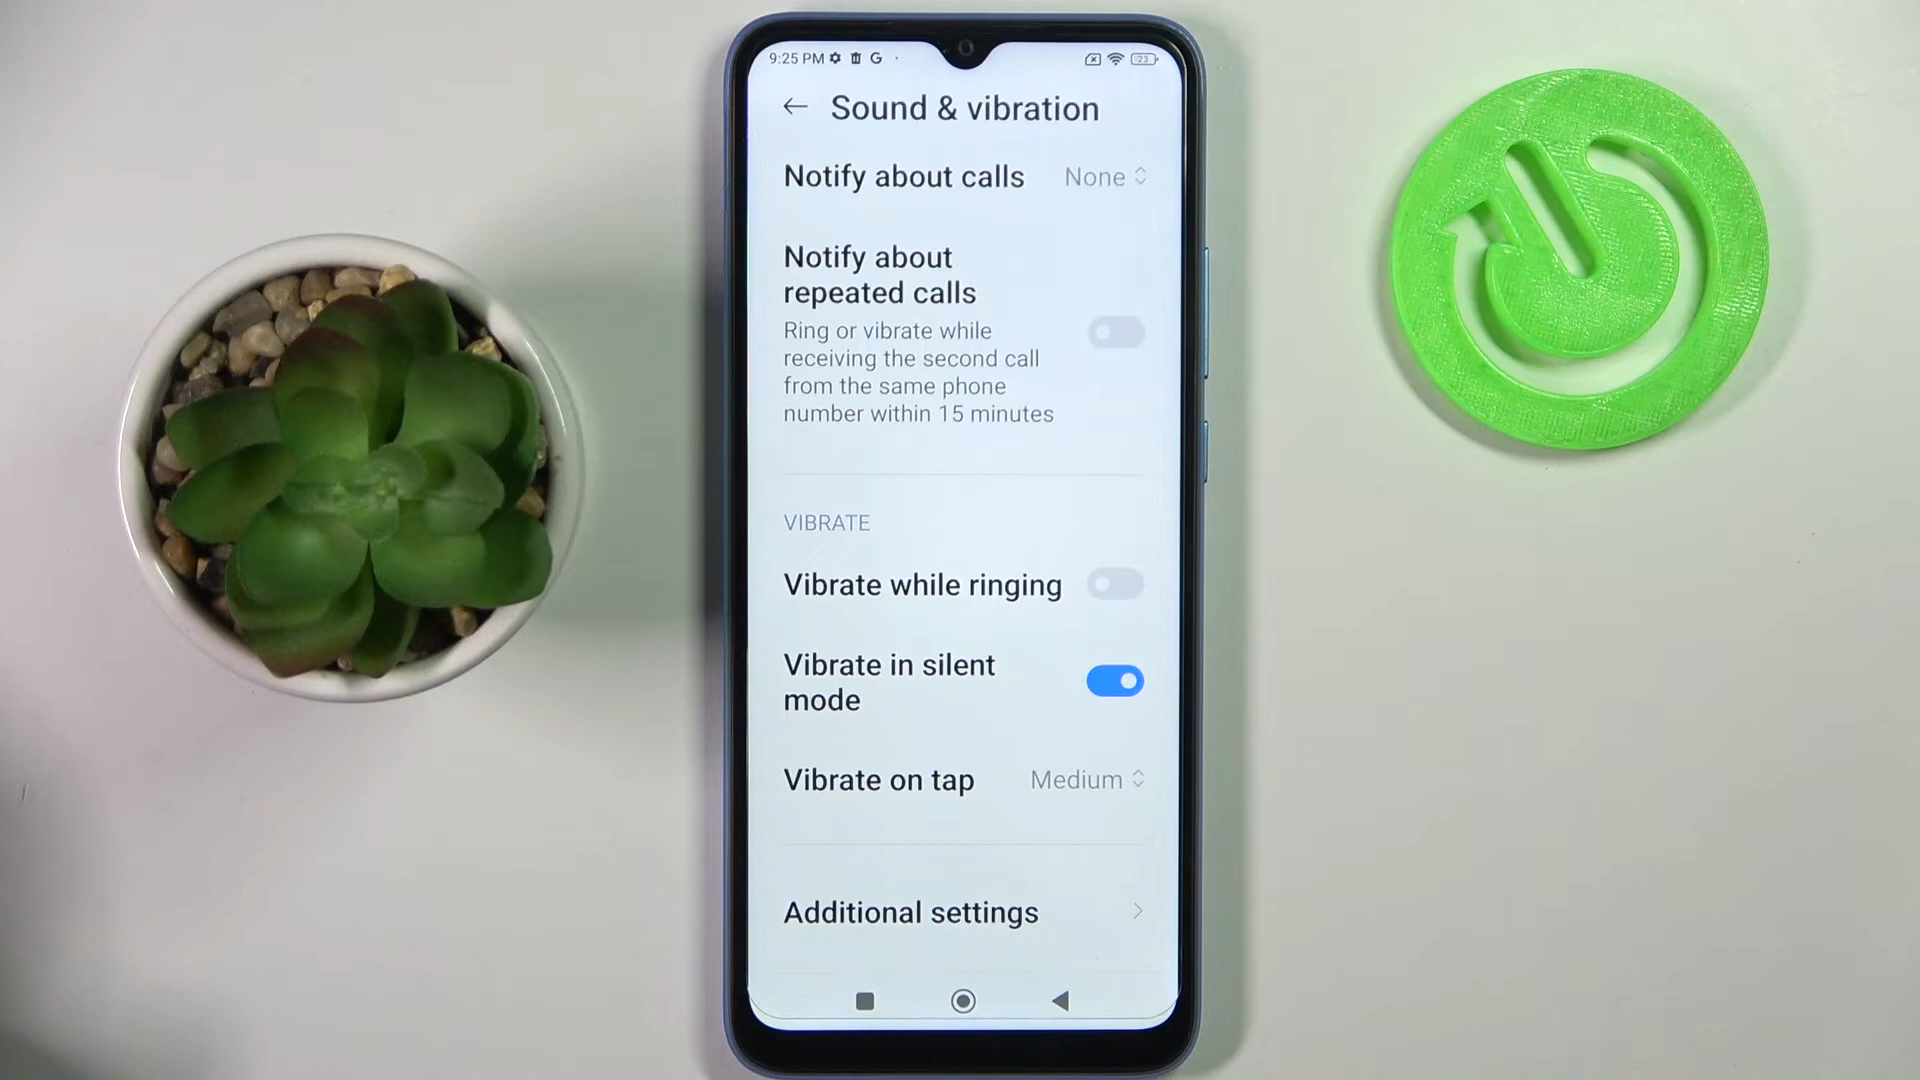 9:25 PM G 23
Sound & vibration
Notify about calls None
Notify about
repeated calls
Ring or vibrate while
receiving the second call
from the same phone
number within 15 minutes
VIBRATE
Vibrate while ringing
Vibrate in silent
mode
Vibrate on tap Medium
Additional settings